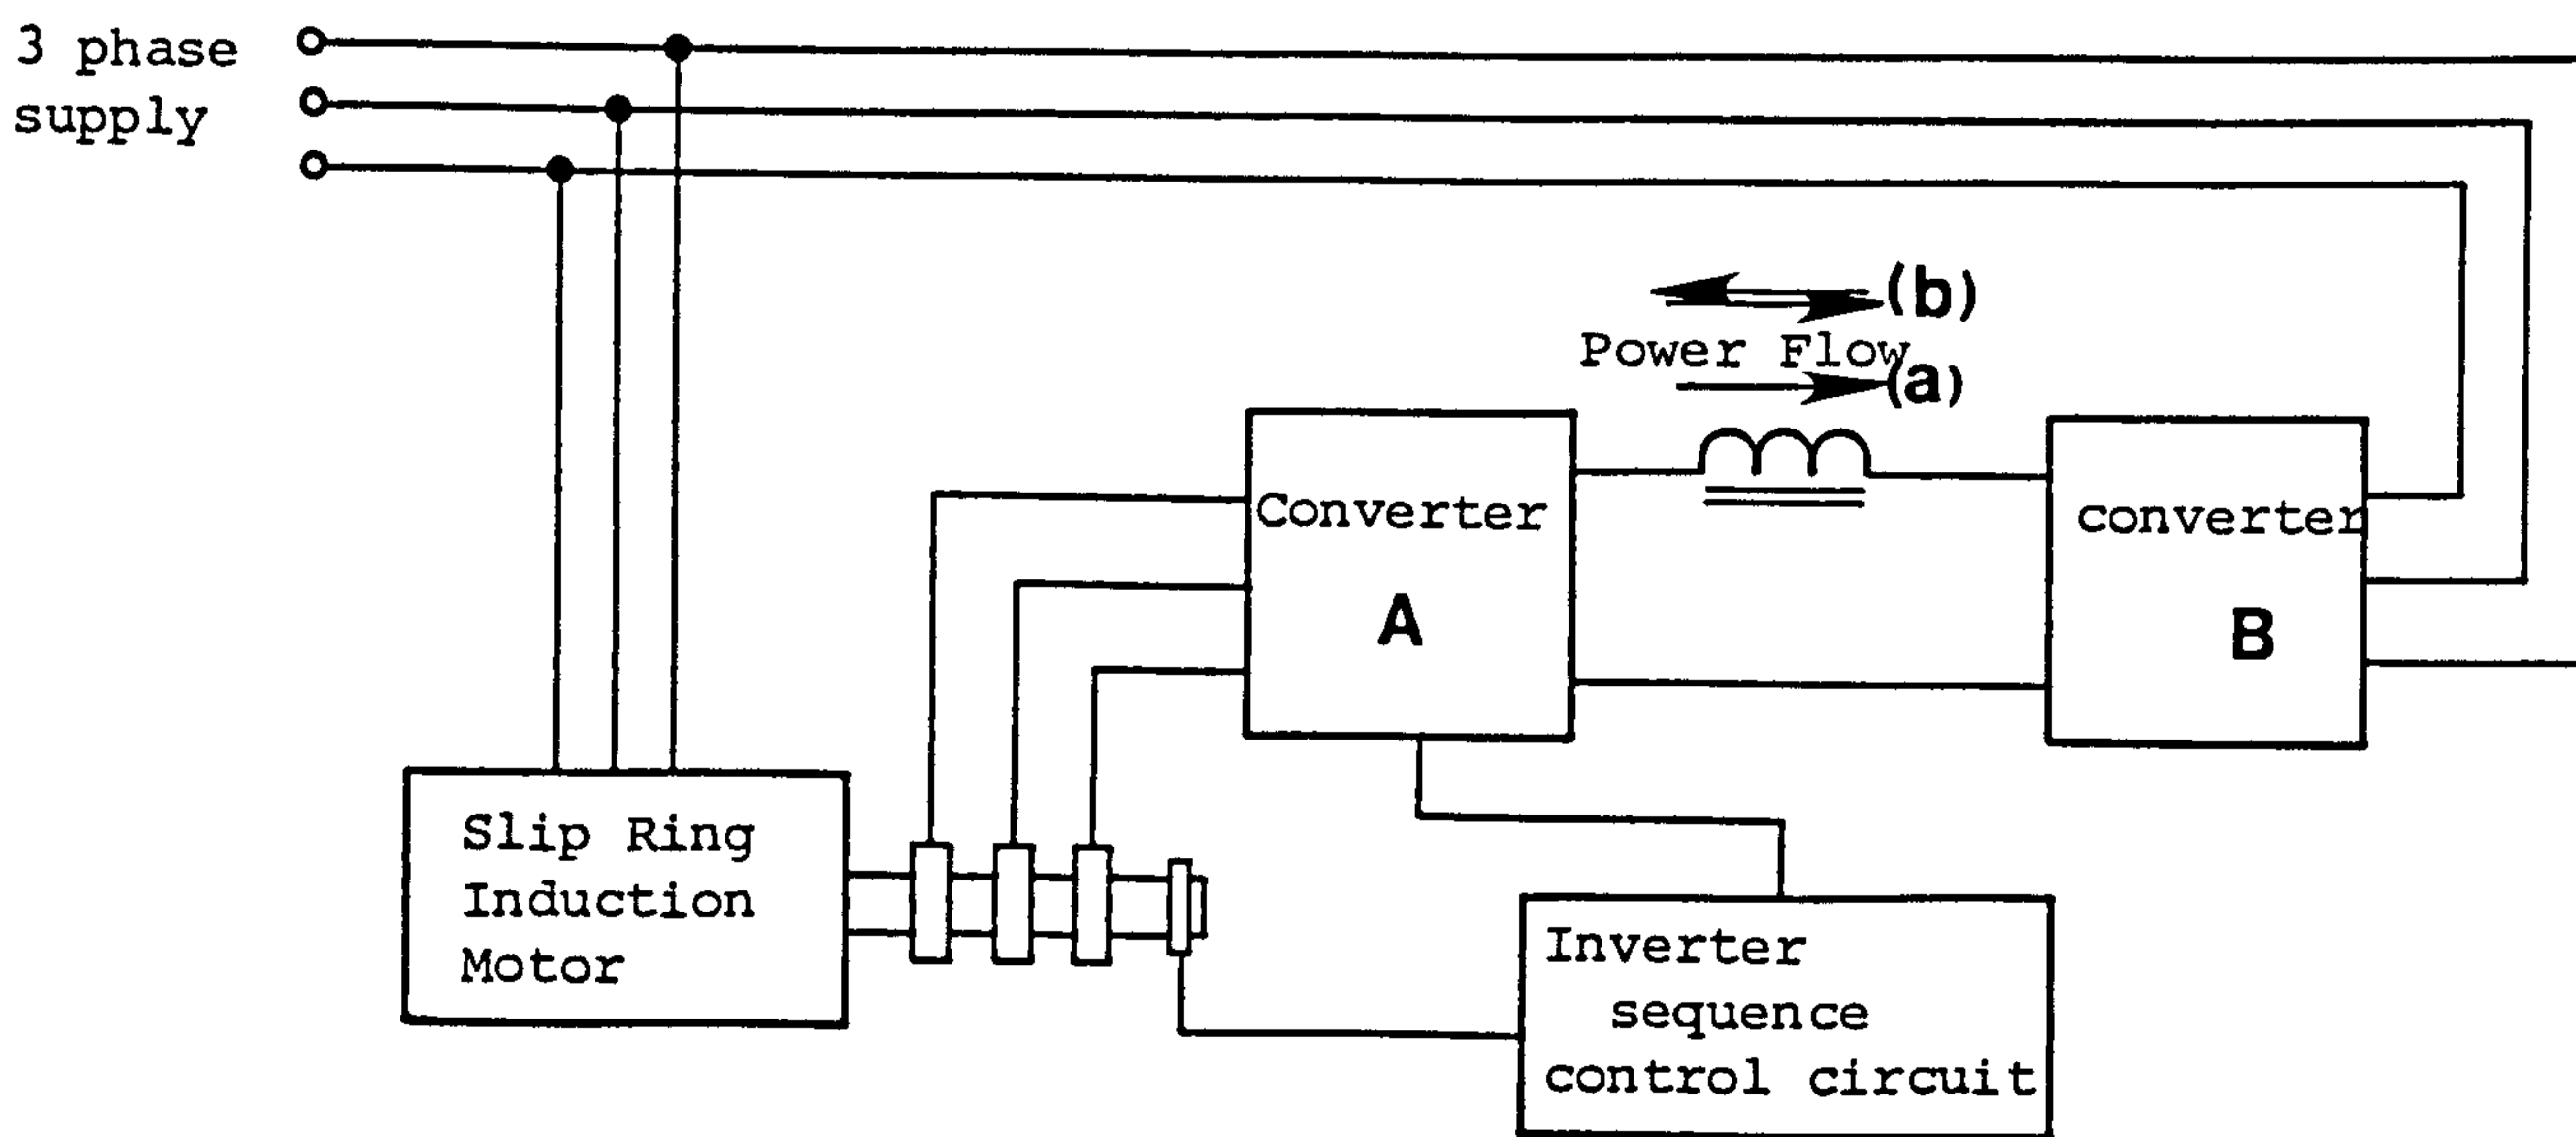 3 phase
supply
(b)
Power Flow
(a)
Converter
A
converter
B
Slip Ring
Induction
Motor
Inverter
sequence
control circuit